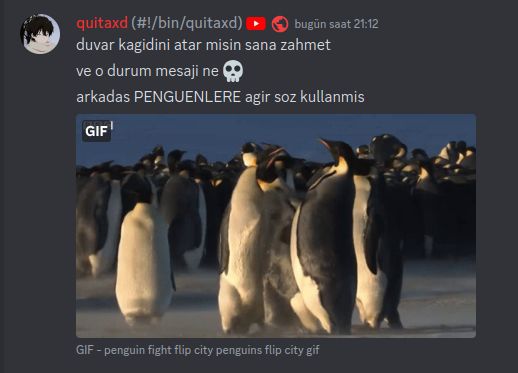 quitaxd (#!/bin/quitaxd) bugün saat 21:12
duvar kagidini atar misin sana zahmet
ve o durum mesaji ne
arkadas PENGUENLERE agir soz kullanmis
GIF
GIF - penguin fight flip city penguins flip city gif